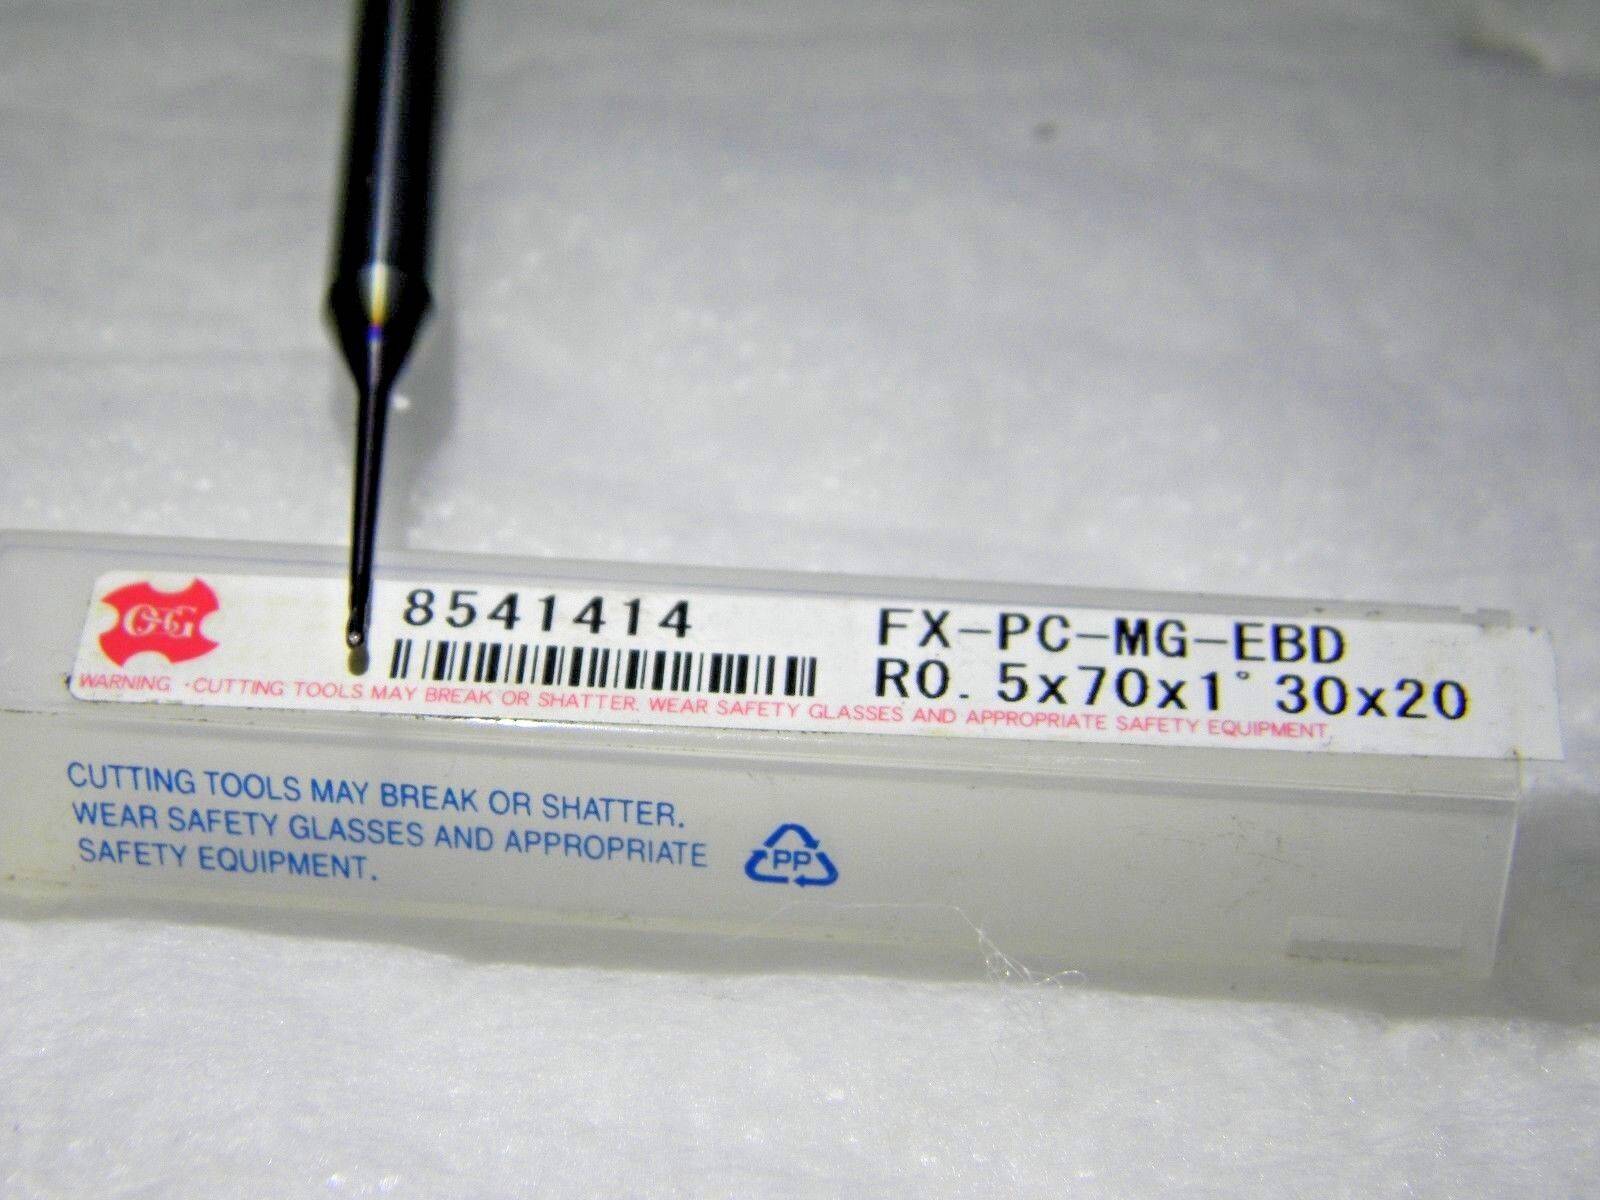 OSG
8541414
FX-PC-MG-EBD
R0.5x70x1°30x20
WARNING. ·CUTTING TOOLS MAY BREAK OR SHATTER. WEAR SAFETY GLASSES AND APPROPRIATE SAFETY EQUIPMENT.
CUTTING TOOLS MAY BREAK OR SHATTER.
WEAR SAFETY GLASSES AND APPROPRIATE
SAFETY EQUIPMENT.
PP